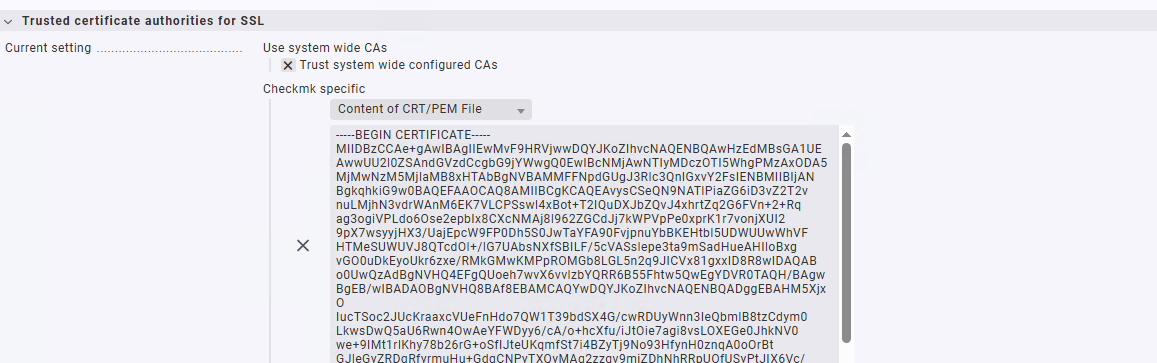 Trusted certificate authorities for SSL
Current setting
Use system wide CAs
Trust system wide configured CAs
Checkmk specific
Content of CRT/PEM File
-----BEGIN CERTIFICATE-----
MIIDBzCCAe+gAwIBAgIIEwMvF9HRVjwwDQYJKoZIhvcNAQENBQAwHzEdMBsGA1UE
AwwUU2l0ZSAndGVzdCcgbG9jYWwgQ0EwIBcNMjAwNTIyMDczOTI5WhgPMzAxODA5
MjMwNzM5MjlaMB8xHTAbBgNVBAMMFFNpdGUgJ3Rlc3QnIGxvY2FsIENBMIIBIjAN
BgkqhkiG9w0BAQEFAAOCAQ8AMIIBCgKCAQEAvysCSeQN9NATIPiaZG6iD3vZ2T2v
nuLMjhN3vdrWAnM6EK7VLCPSswI4xBot+T2IQuDXJbZQvJ4xhrtZq2G6FVn+2+Rq
ag3ogiVPLdo6Ose2epbIx8CXcNMAj8I962ZGCdJj7kWPVpPe0xprK1r7vonjXUI2
9pX7wsyyjHX3/UajEpcW9FP0Dh5S0JwTaYFA90FvjpnuYbBKEHtbI5UDWUUwWhVF
HTMeSUWUVJ8QTcdOl+/IG7UAbsNXfSBILF/5cVASslepe3ta9mSadHueAHIloBxg
vGO0uDkEyoUkr6zxe/RMkGMwKMPpROMGb8LGL5n2q9JICVx81gxxID8R8wIDAQAB
o0UwQzAdBgNVHQ4EFgQUoeh7wvX6vvlzbYQRR6B55Fhtw5QwEgYDVR0TAQH/BAgw
BgEB/wIBADAOBgNVHQ8BAf8EBAMCAQYwDQYJKoZIhvcNAQENBQADggEBAHM5Xjx
O
IucTSoc2JUcKraaxcVUeFnHdo7QW1T39bdSX4G/cwRDUyWnn3IeQbmIB8tzCdym0
LkwsDwQ5aU6Rwn4OwAeYFWDyy6/cA/o+hcXfu/iJtOie7agi8vsLOXEGe0JhkNV0
we+9IMt1rIKhy78b26rG+oSfIJteUKqmfSt7i4BZyTj9No93HfynH0znqA0oOrBt